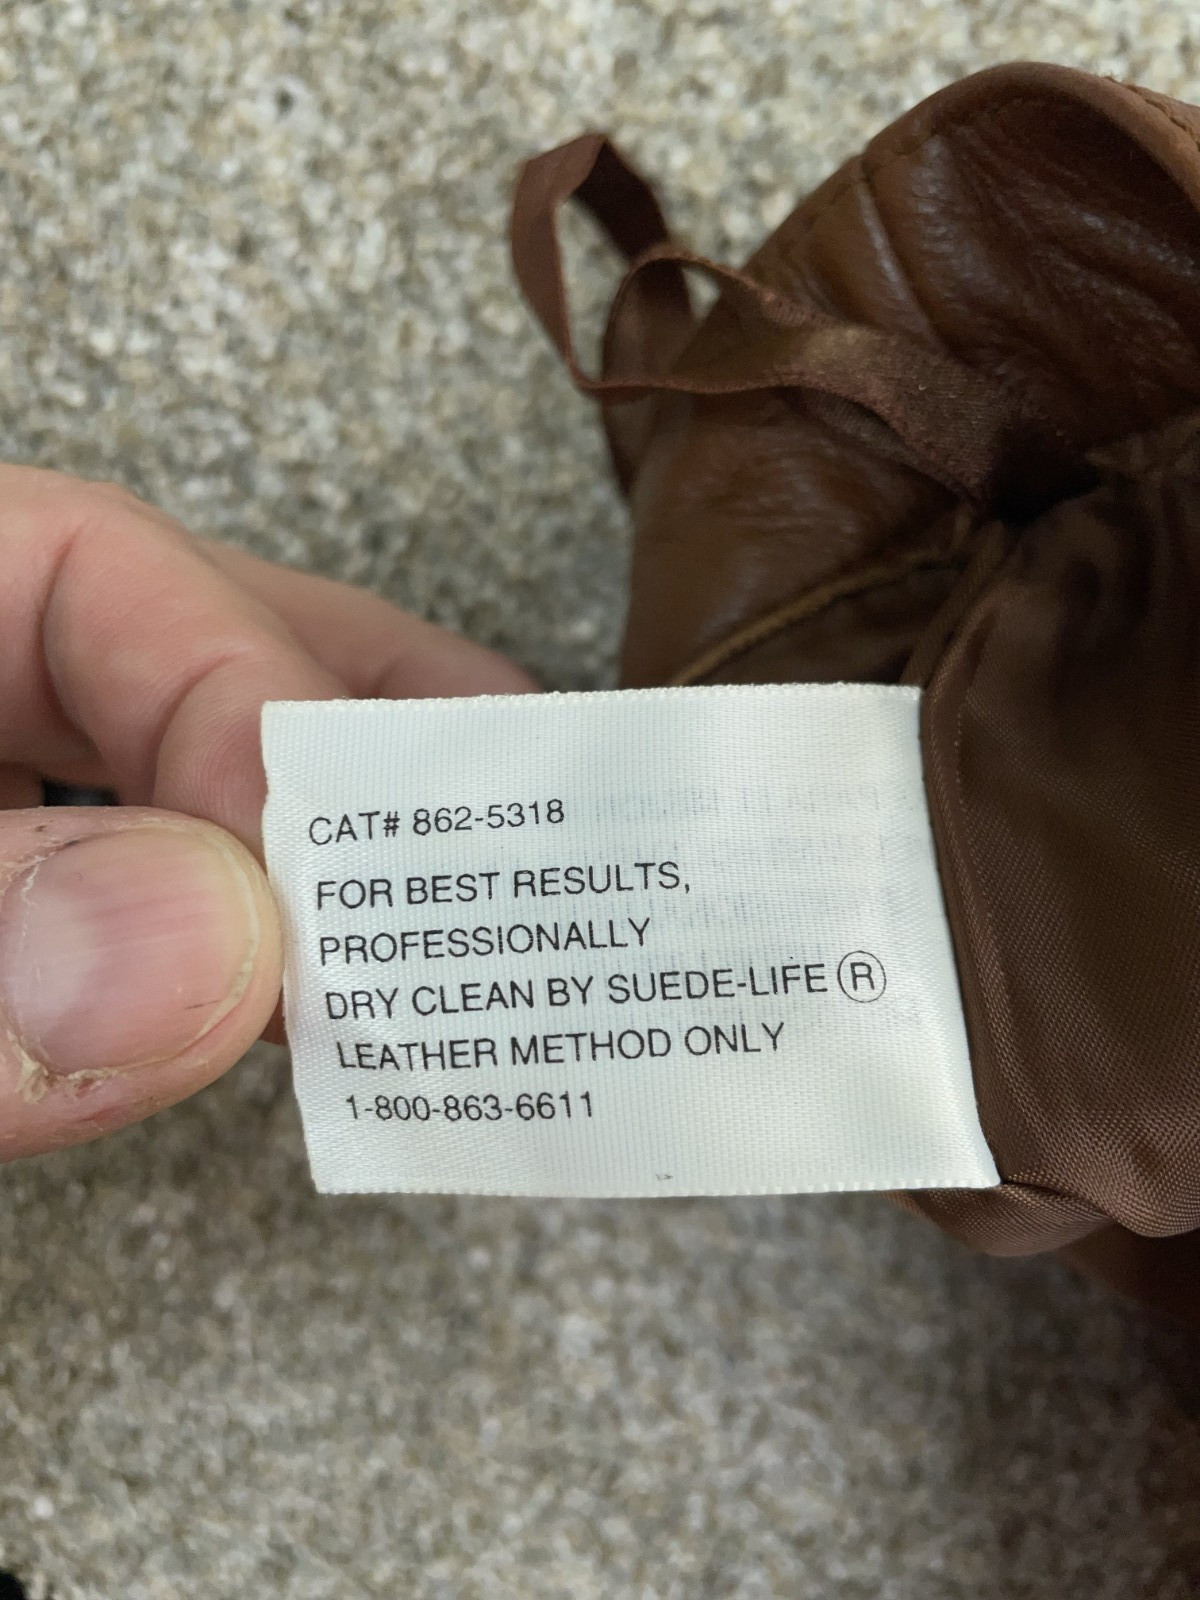 CAT# 862-5318
FOR BEST RESULTS,
PROFESSIONALLY
DRY CLEAN BY SUEDE-LIFE ®
LEATHER METHOD ONLY
1-800-863-6611